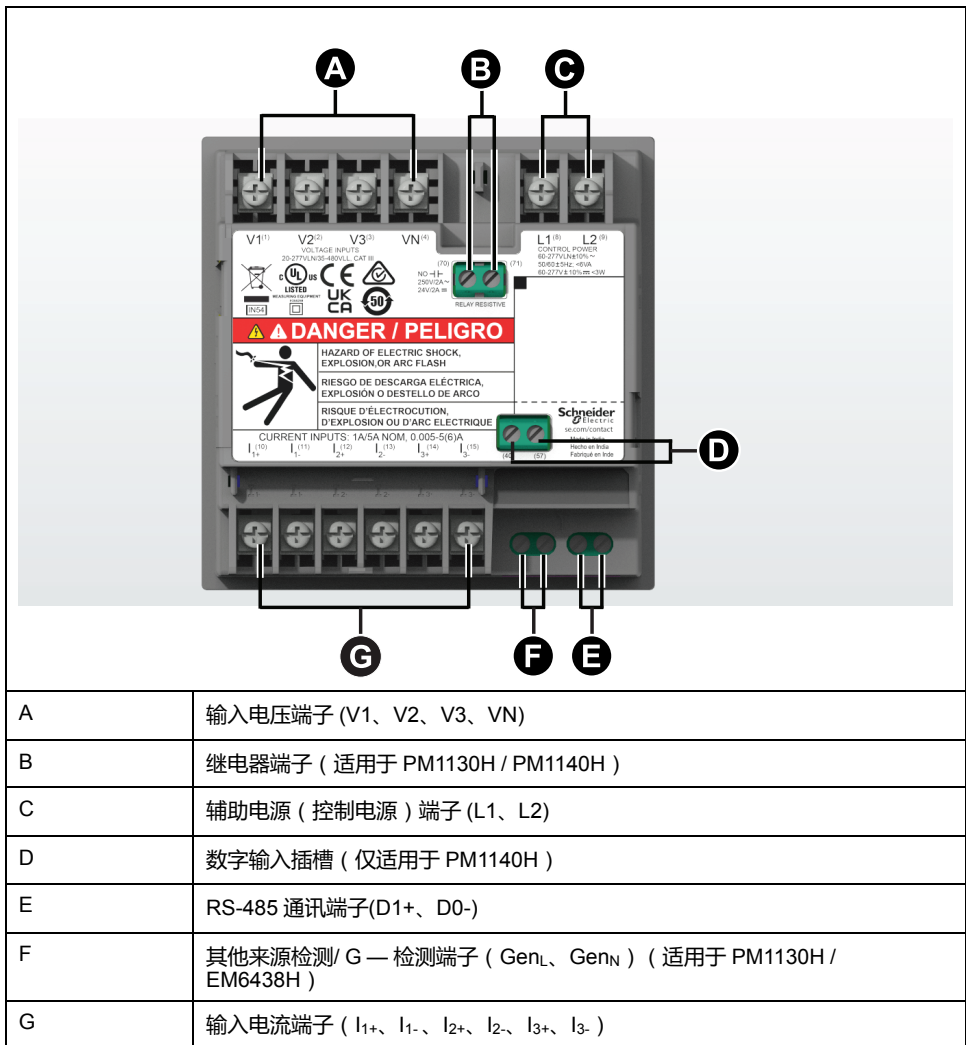 A B C
V1(1) V2(2) V3(3) VN(4)
VOLTAGE INPUTS
20-277VLN/35-480VLL, CAT III
L1(8) L2(9)
CONTROL POWER
60-277VLN±10% ~
50/60±5Hz, <6VA
60-277V±10%⎓ <3W
(70) (71)
NO
250V/2A~
24V/2A⎓
RELAY RESISTIVE
C UL US
LISTED
MEASURING EQUIPMENT
CE
UK
CA
50
IN54
DANGER / PELIGRO
HAZARD OF ELECTRIC SHOCK,
EXPLOSION,OR ARC FLASH
RIESGO DE DESCARGA ELÉCTRICA,
EXPLOSIÓN O DESTELLO DE ARCO
RISQUE D'ÉLECTROCUTION,
D'EXPLOSION OU D'ARC ELECTRIQUE
Schneider
Electric
se.com/contact
Made in India
Hecho en India
Fabriqué en Inde
(57)
D
CURRENT INPUTS: 1A/5A NOM, 0.005-5(6)A
I1+(10) I1-(11) I2+(12) I2-(13) I3+(14) I3-(15)
G F E
A 输入电压端子 (V1、V2、V3、VN)
B 继电器端子（适用于 PM1130H / PM1140H）
C 辅助电源（控制电源）端子 (L1、L2)
D 数字输入插槽（仅适用于 PM1140H）
E RS-485 通讯端子(D1+、D0-)
F 其他来源检测/ G — 检测端子（GenL、GenN）（适用于 PM1130H /
EM6438H）
G 输入电流端子（I1+、I1-、I2+、I2-、I3+、I3-）